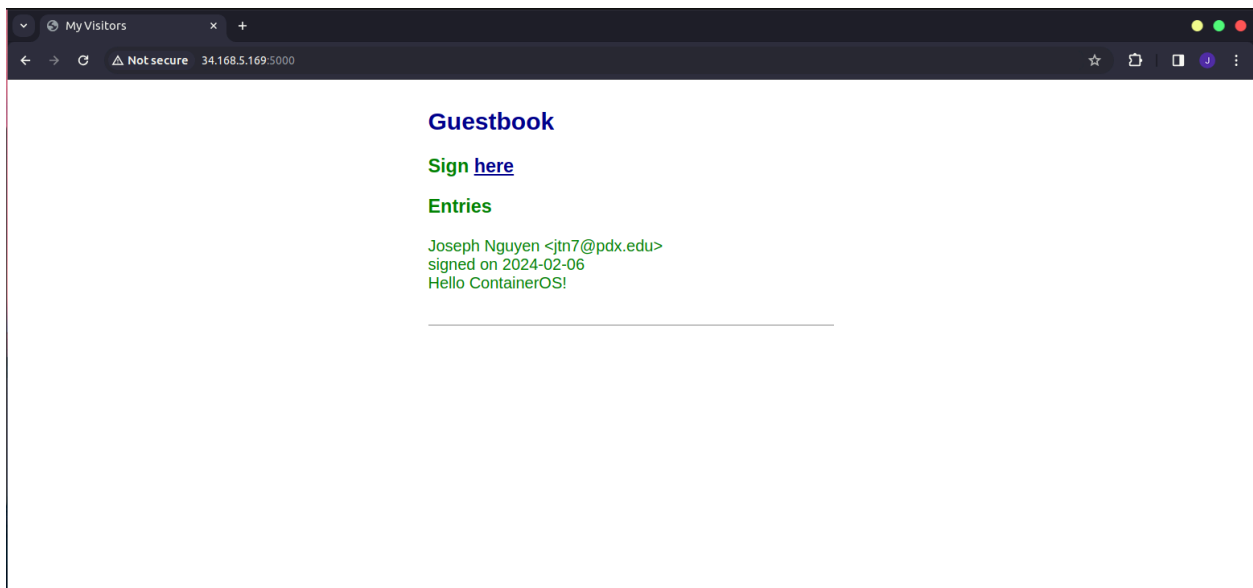 My Visitors
Not secure 34.168.5.169:5000
J
Guestbook
Sign here
Entries
Joseph Nguyen <jtn7@pdx.edu>
signed on 2024-02-06
Hello ContainerOS!